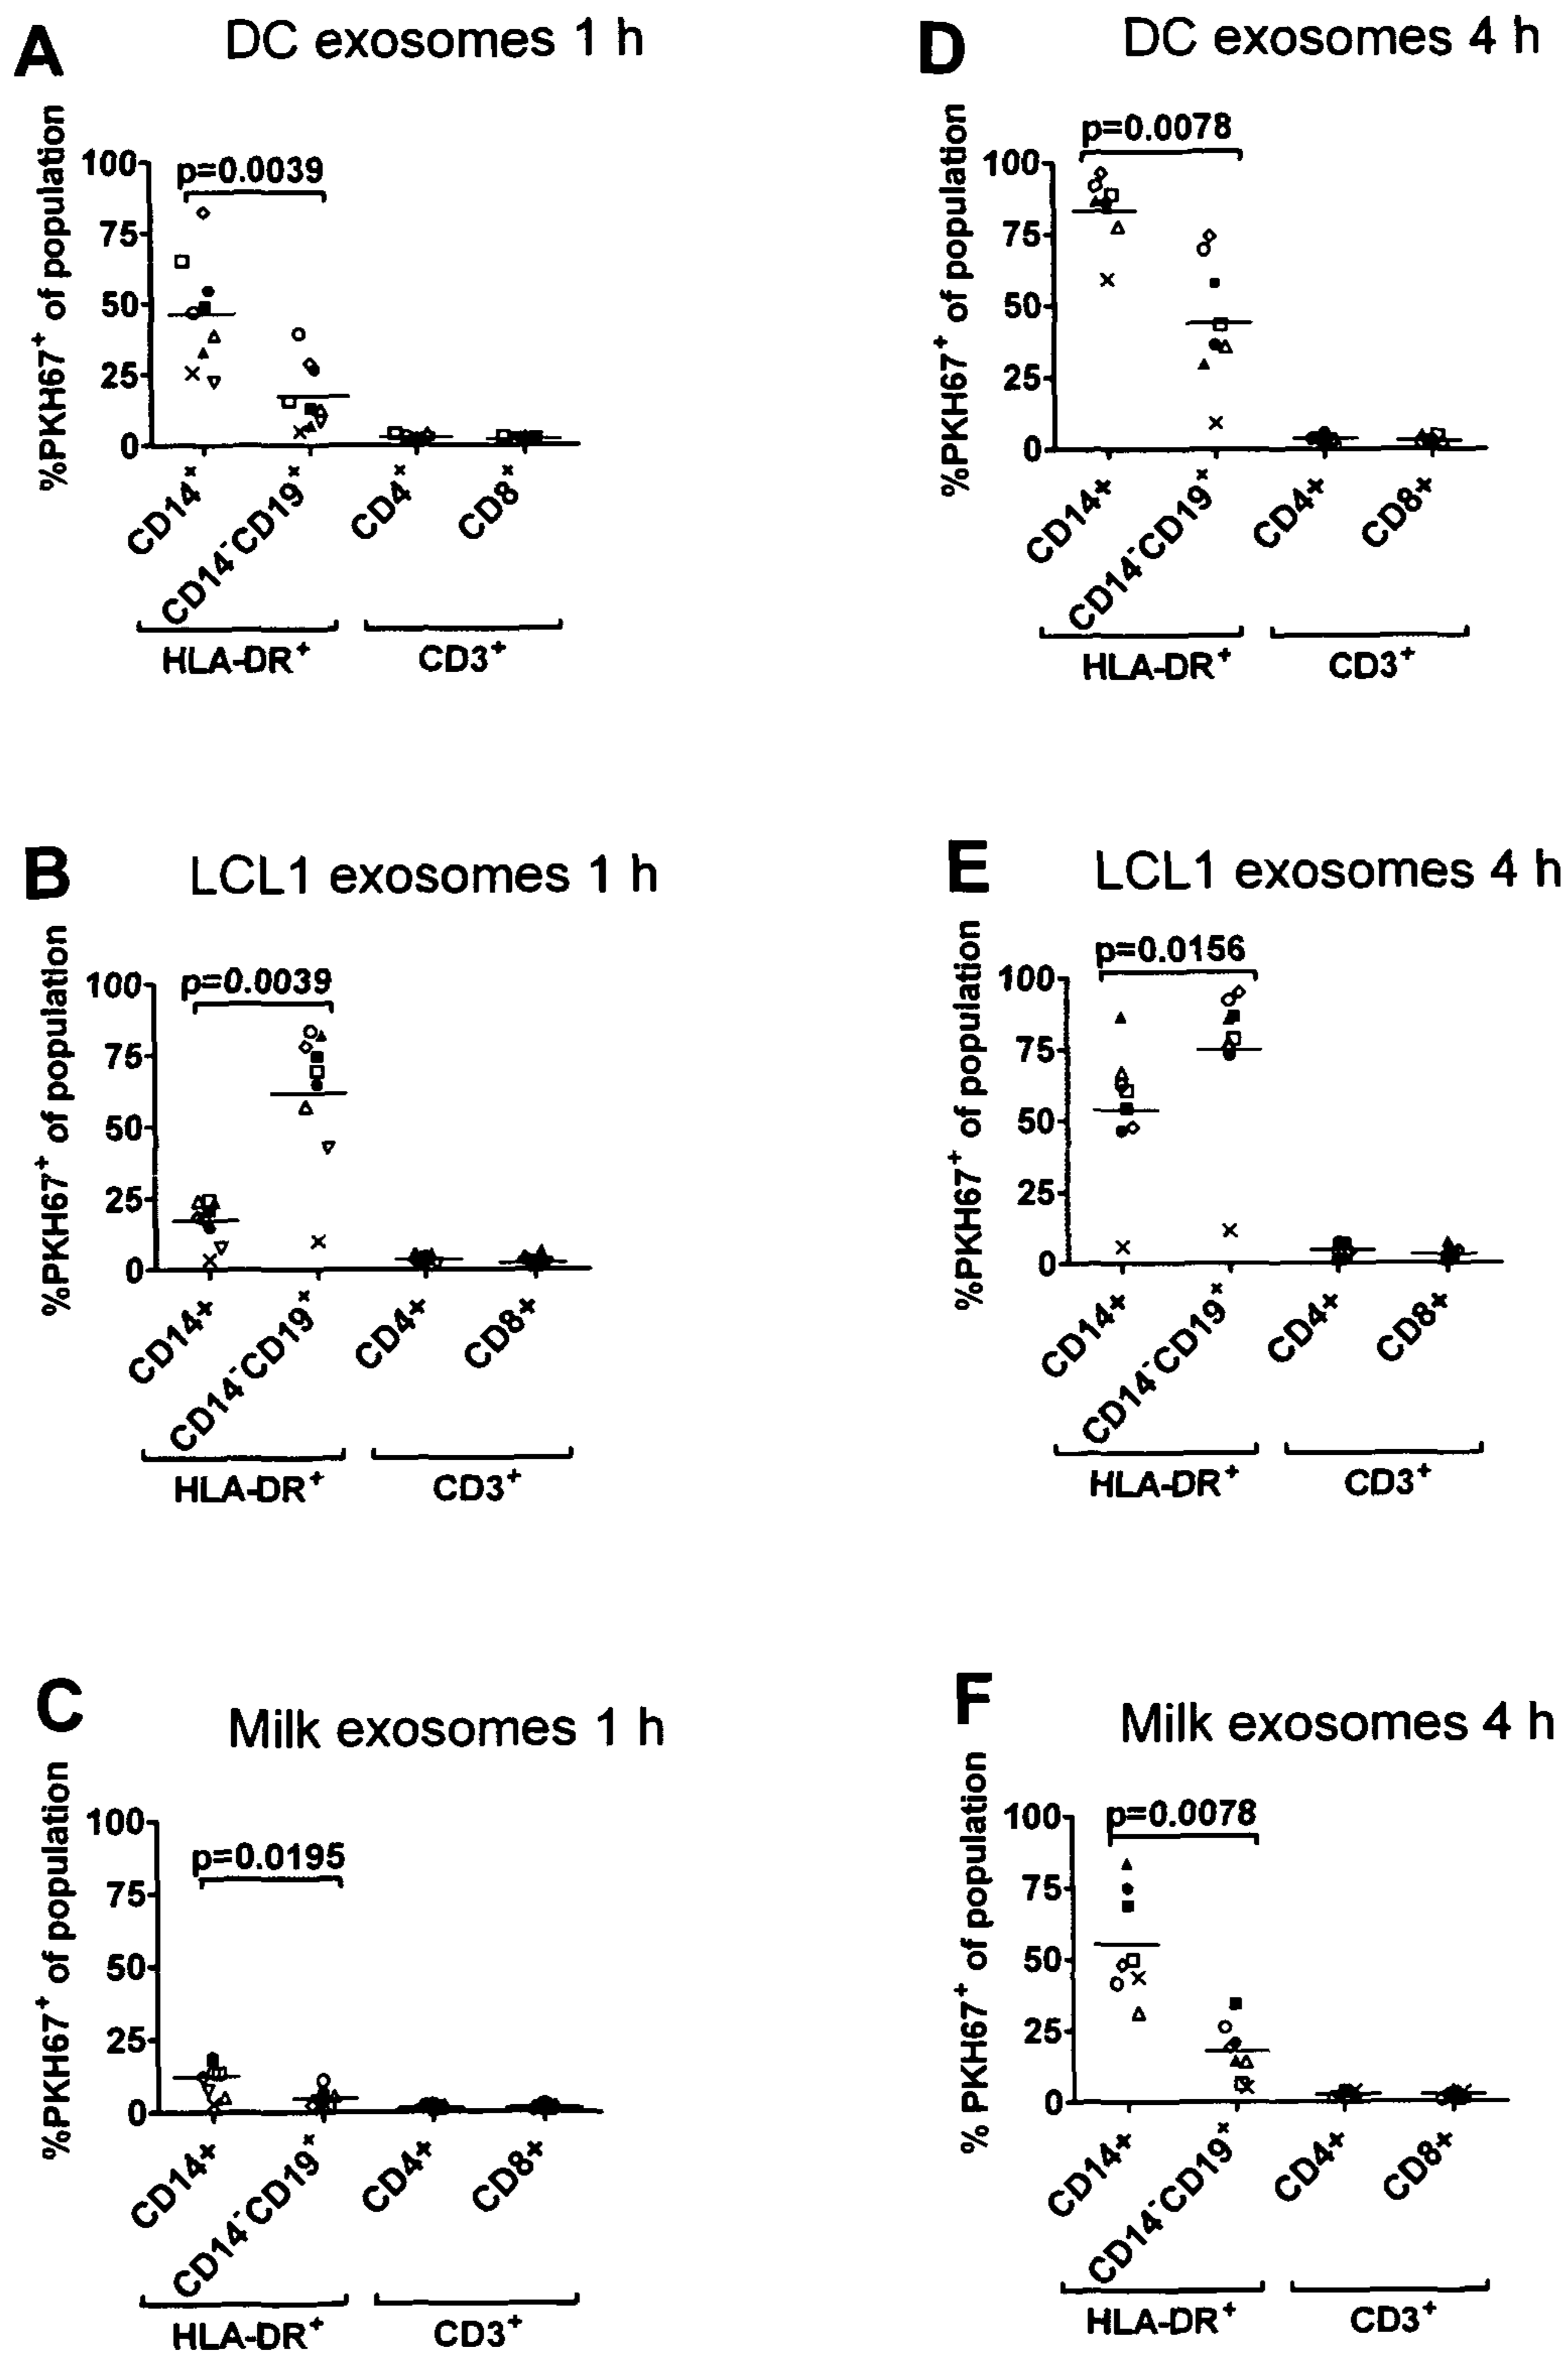 A
DC exosomes 1 h
%PKH67+ of population
p=0.0039
100
75
50
25
0
CD14+
CD14-CD19+
CD4+
CD8+
HLA-DR+
CD3+
D
DC exosomes 4 h
%PKH67+ of population
p=0.0078
100
75
50
25
0
CD14+
CD14-CD19+
CD4+
CD8+
HLA-DR+
CD3+
B
LCL1 exosomes 1 h
%PKH67+ of population
p=0.0039
100
75
50
25
0
CD14+
CD14-CD19+
CD4+
CD8+
HLA-DR+
CD3+
E
LCL1 exosomes 4 h
%PKH67+ of population
p=0.0156
100
75
50
25
0
CD14+
CD14-CD19+
CD4+
CD8+
HLA-DR+
CD3+
C
Milk exosomes 1 h
%PKH67+ of population
p=0.0195
100
75
50
25
0
CD14+
CD14-CD19+
CD4+
CD8+
HLA-DR+
CD3+
F
Milk exosomes 4 h
% PKH67+ of population
p=0.0078
100
75
50
25
0
CD14+
CD14-CD19+
CD4+
CD8+
HLA-DR+
CD3+